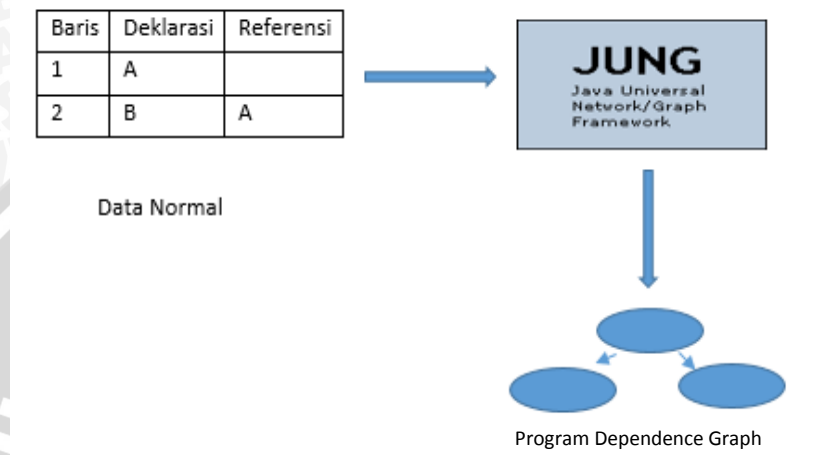 Baris Deklarasi Referensi
1 A
2 B A
Data Normal
JUNG
Java Universal
Network/Graph
Framework
Program Dependence Graph